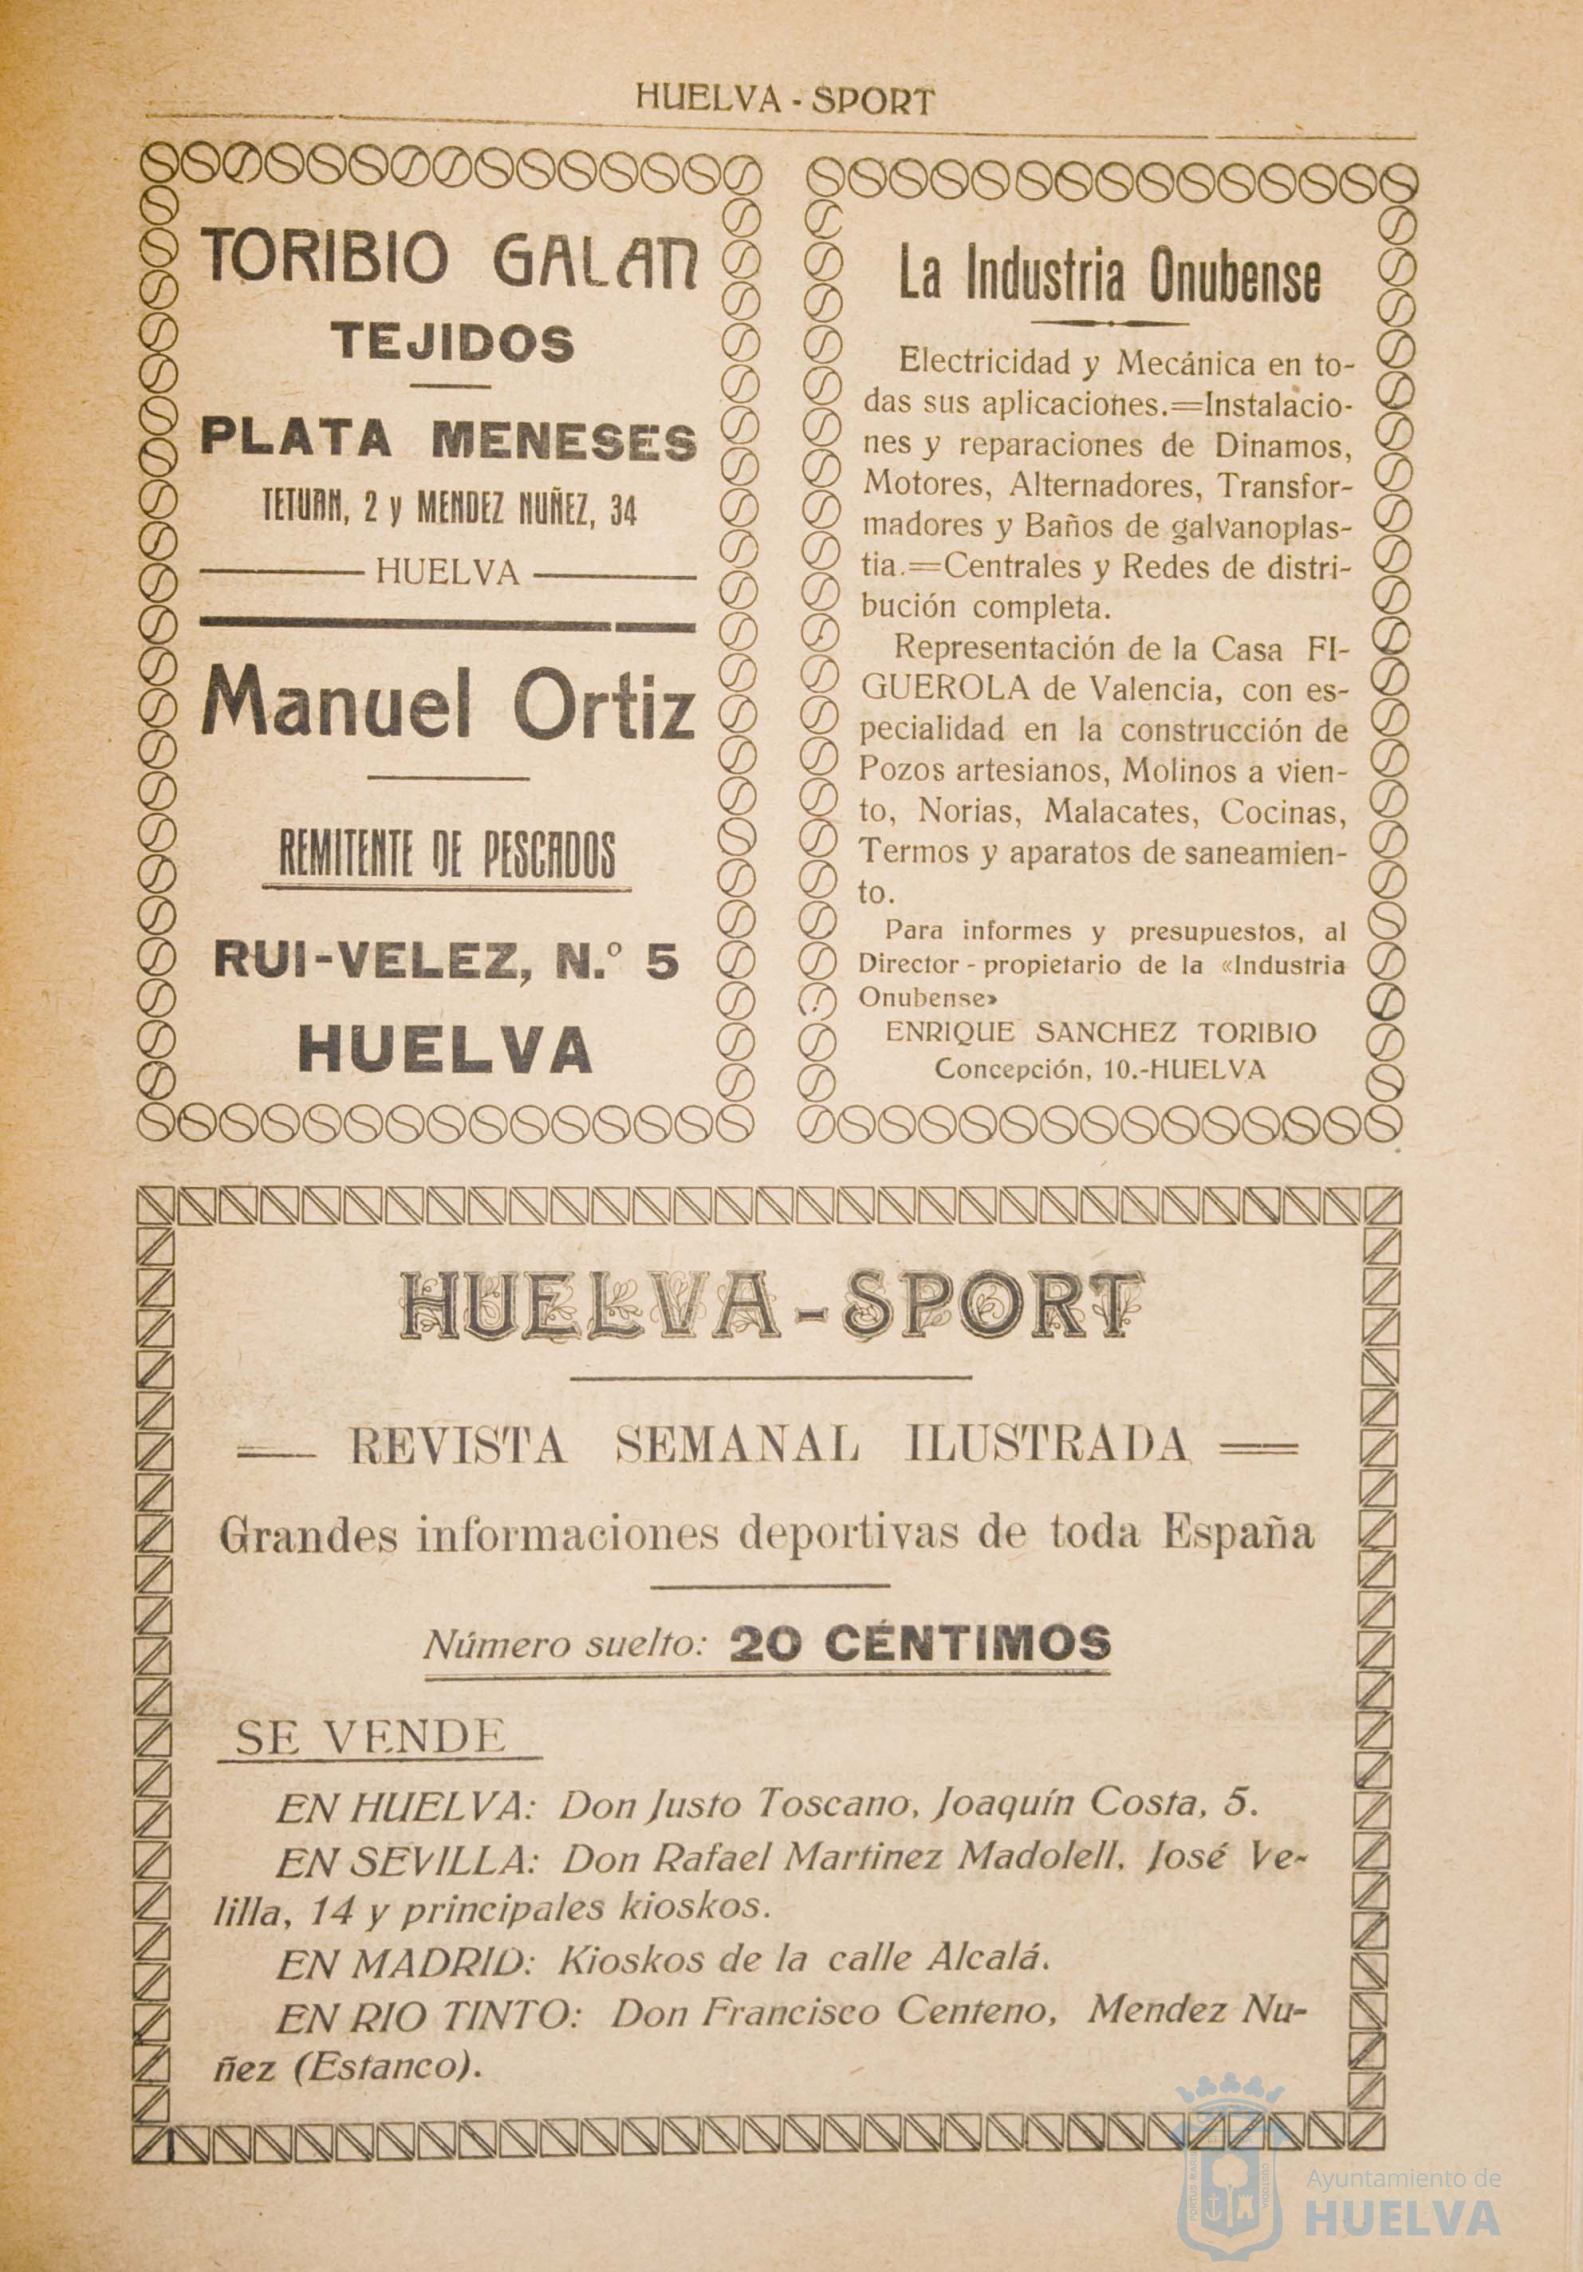 HUELVA - SPORT
TORIBIO GALAN
TEJIDOS
PLATA MENESES
TETUAN, 2 y MENDEZ NUÑEZ, 34
HUELVA
Manuel Ortiz
REMITENTE DE PESCADOS
RUI-VELEZ, N.º 5
HUELVA
La Industria Onubense
Electricidad y Mecánica en to-
das sus aplicaciones.=Instalacio-
nes y reparaciones de Dinamos,
Motores, Alternadores, Transfor-
madores y Baños de galvanoplas-
tia.=Centrales y Redes de distri-
bución completa.
Representación de la Casa FI-
GUEROLA de Valencia, con es-
pecialidad en la construcción de
Pozos artesianos, Molinos a vien-
to, Norias, Malacates, Cocinas,
Termos y aparatos de saneamien-
to.
Para informes y presupuestos, al
Director - propietario de la «Industria
Onubense»
ENRIQUE SANCHEZ TORIBIO
Concepción, 10.-HUELVA
HUELVA - SPORT
REVISTA SEMANAL ILUSTRADA
Grandes informaciones deportivas de toda España
Número suelto: 20 CÉNTIMOS
SE VENDE
EN HUELVA: Don Justo Toscano, Joaquín Costa, 5.
EN SEVILLA: Don Rafael Martinez Madolell, José Ve-
lilla, 14 y principales kioskos.
EN MADRID: Kioskos de la calle Alcalá.
EN RIO TINTO: Don Francisco Centeno, Mendez Nu-
ñez (Estanco).
PORTUS MARIS
CUSTODIA
Ayuntamiento de
HUELVA